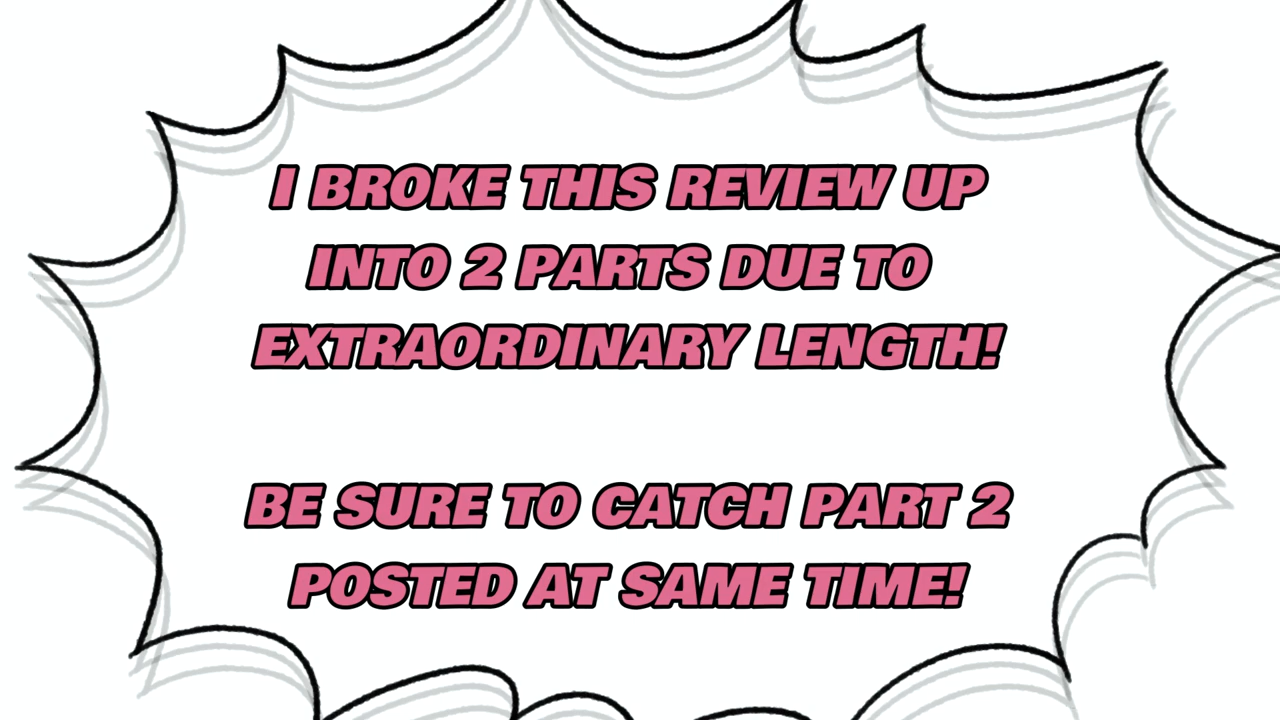 I BROKE THIS REVIEW UP
INTO 2 PARTS DUE TO
EXTRAORDINARY LENGTH!
BE SURE TO CATCH PART 2
POSTED AT SAME TIME!